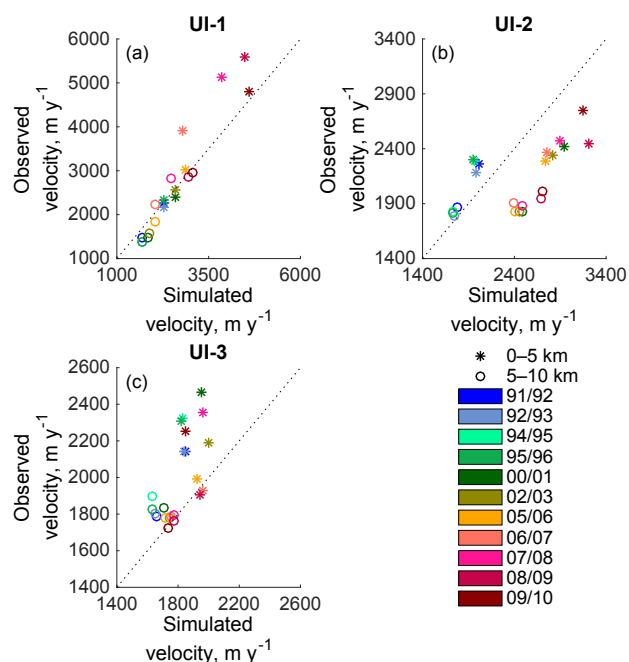 UI-1
(a)
Observed
velocity, m y⁻¹
6000
5000
4000
3000
2000
1000
1000
3500
6000
Simulated
velocity, m y⁻¹
UI-2
(b)
Observed
velocity, m y⁻¹
3400
2900
2400
1900
1400
1400
2400
3400
Simulated
velocity, m y⁻¹
UI-3
(c)
Observed
velocity, m y⁻¹
2600
2400
2200
2000
1800
1600
1400
1400
1800
2200
2600
Simulated
velocity, m y⁻¹
0–5 km
5–10 km
91/92
92/93
94/95
95/96
00/01
02/03
05/06
06/07
07/08
08/09
09/10